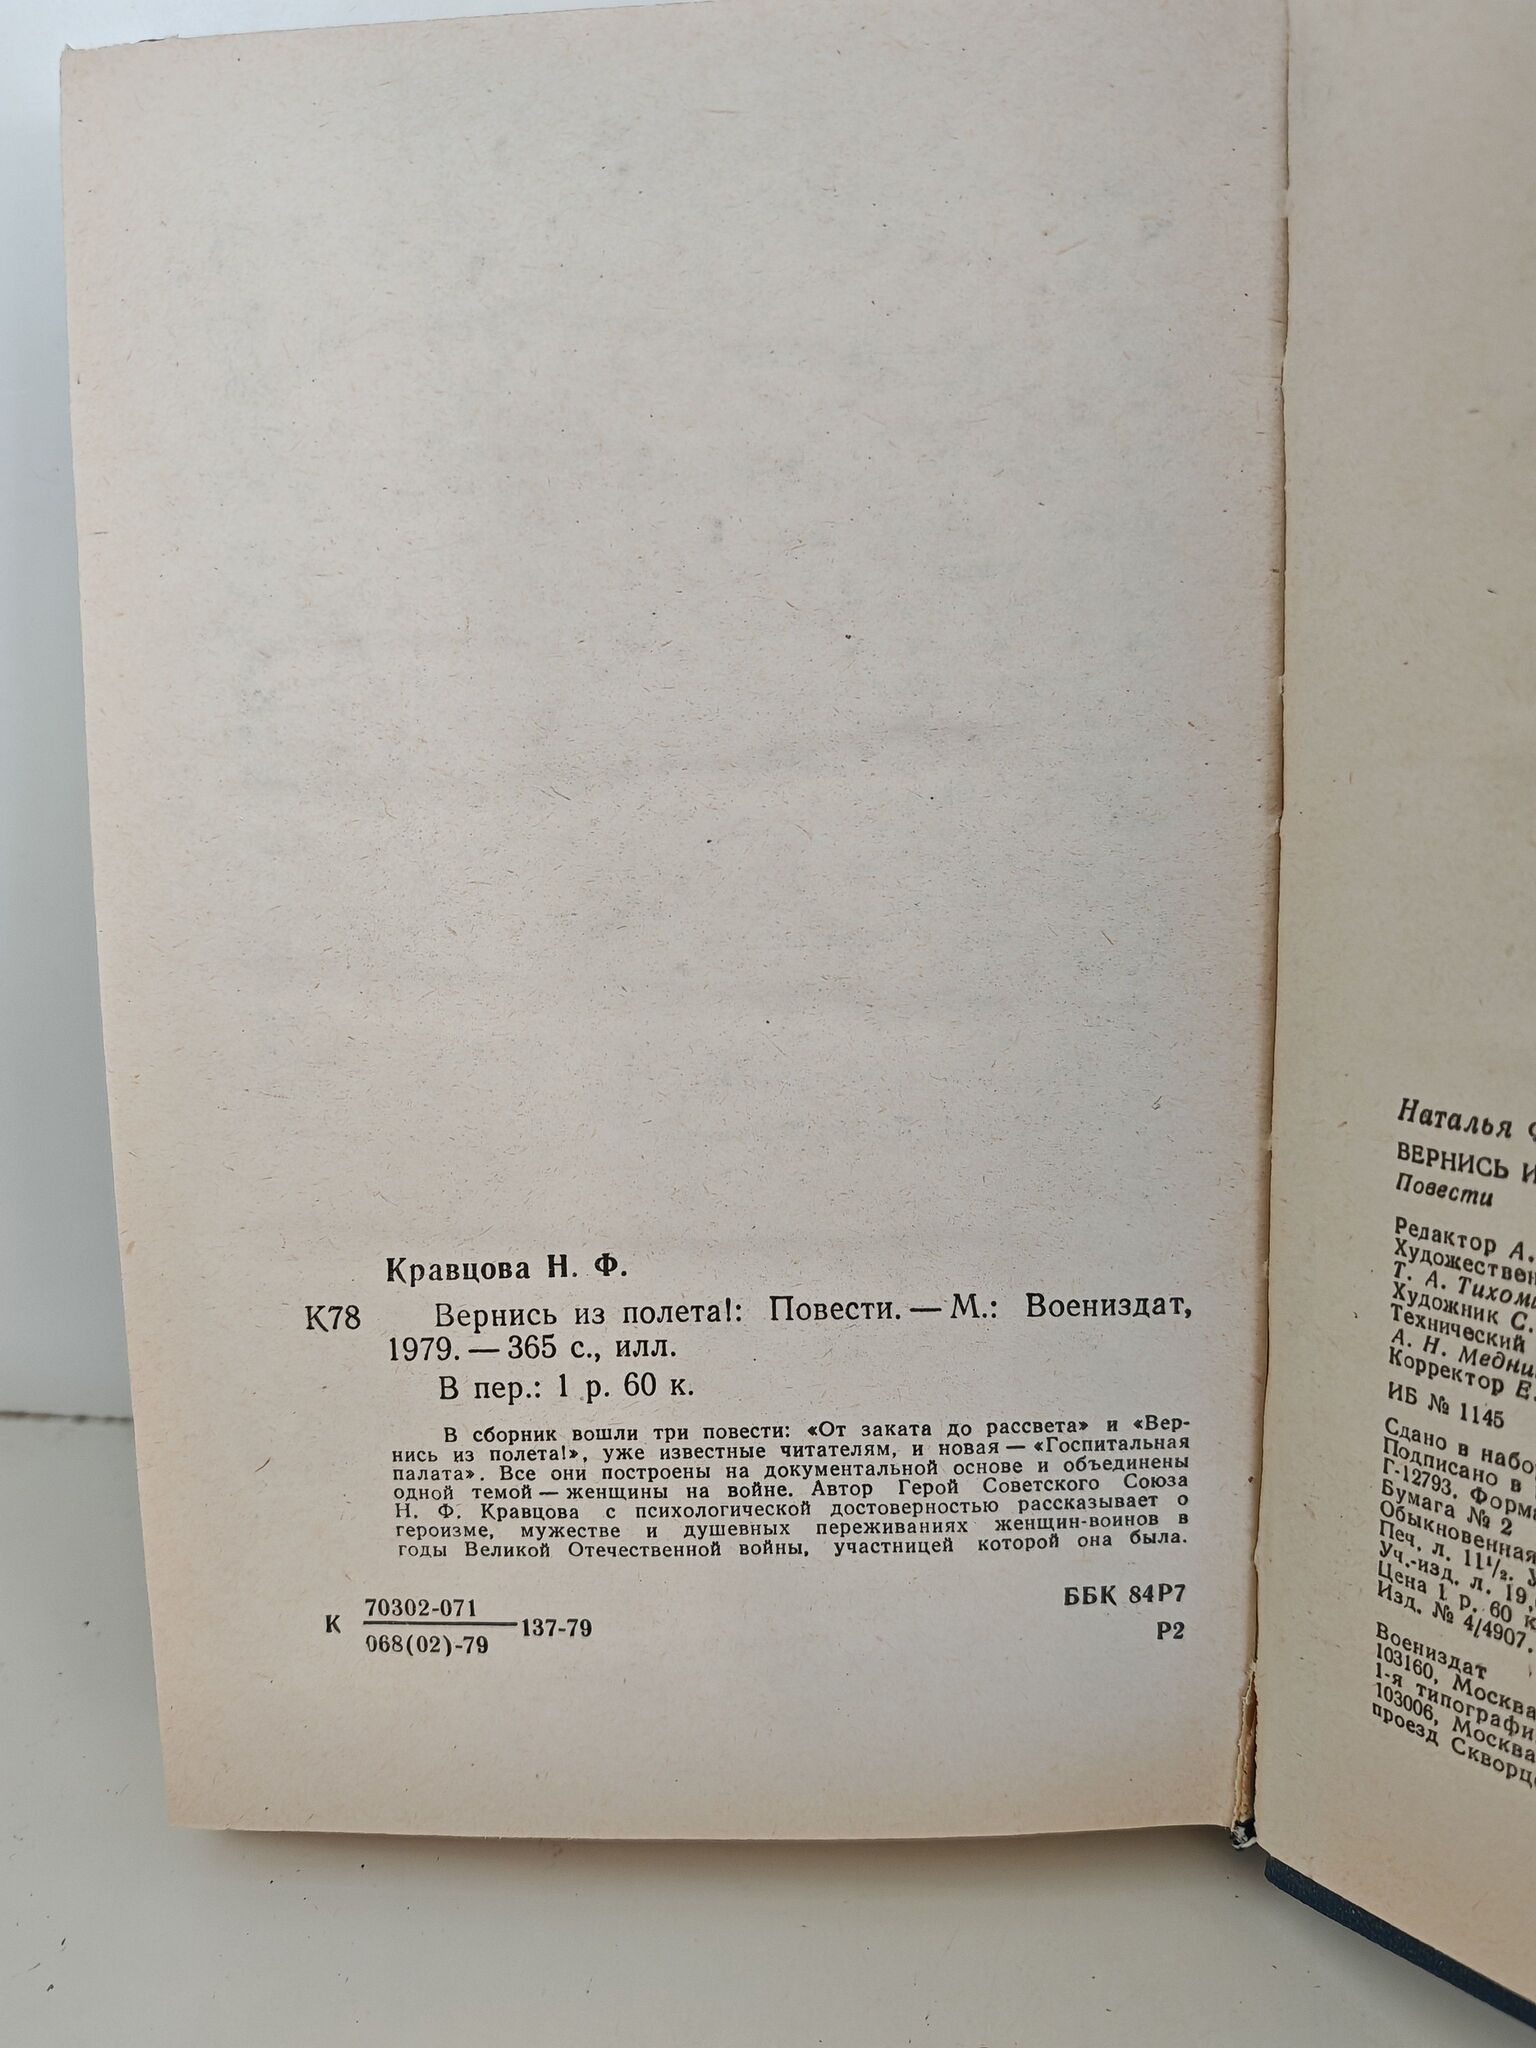 Кравцова Н. Ф.
К78 Вернись из полета!: Повести. — М.: Воениздат,
1979. — 365 с., илл.
В пер.: 1 р. 60 к.
В сборник вошли три повести: «От заката до рассвета» и «Вер-
нись из полета!», уже известные читателям, и новая — «Госпитальная
палата». Все они построены на документальной основе и объединены
одной темой — женщины на войне. Автор Герой Советского Союза
Н. Ф. Кравцова с психологической достоверностью рассказывает о
героизме, мужестве и душевных переживаниях женщин-воинов в
годы Великой Отечественной войны, участницей которой она была.
К 70302-071
068(02)-79
137-79
ББК 84Р7
Р2
Наталья
ВЕРНИСЬ
Повести
Редактор А.
Художествен
Т. А. Тихоми
Художник С.
Технический
А. Н. Медни
Корректор Е.
ИБ № 1145
Сдано в набо
Подписано в
Г-12793. Форма
Бумага № 2
Обыкновенная
Печ. л. 11¹/₂.
Уч.-изд. л. 19,
Цена 1 р. 60 к
Изд. № 4/4907.
Воениздат
103160, Москва
1-я типографи
103006, Москва
проезд Скворц